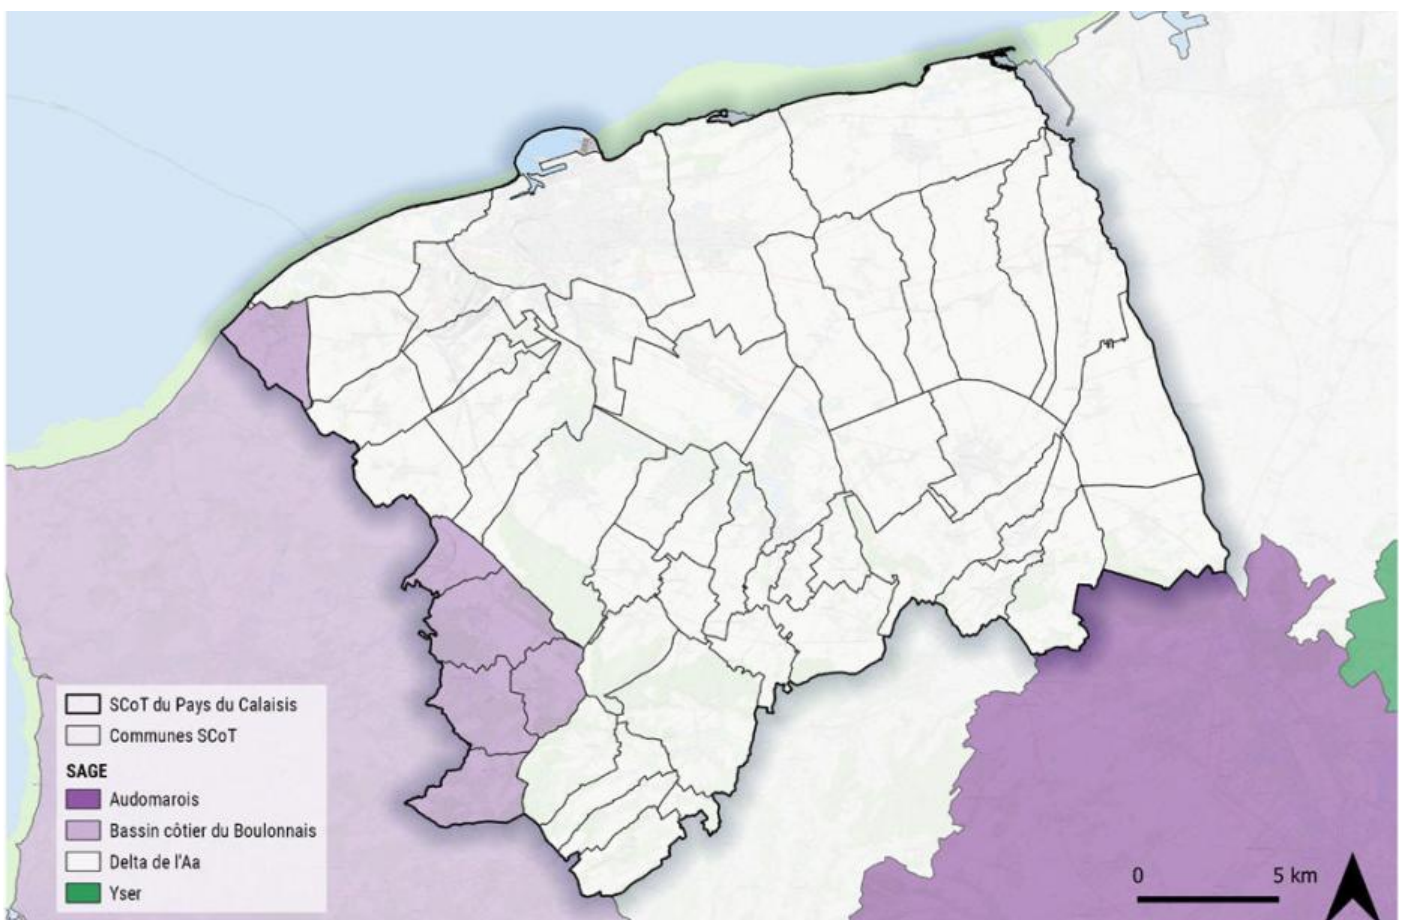 SCoT du Pays du Calaisis
Communes SCoT
SAGE
Audomarois
Bassin côtier du Boulonnais
Delta de l'Aa
Yser
0 5 km